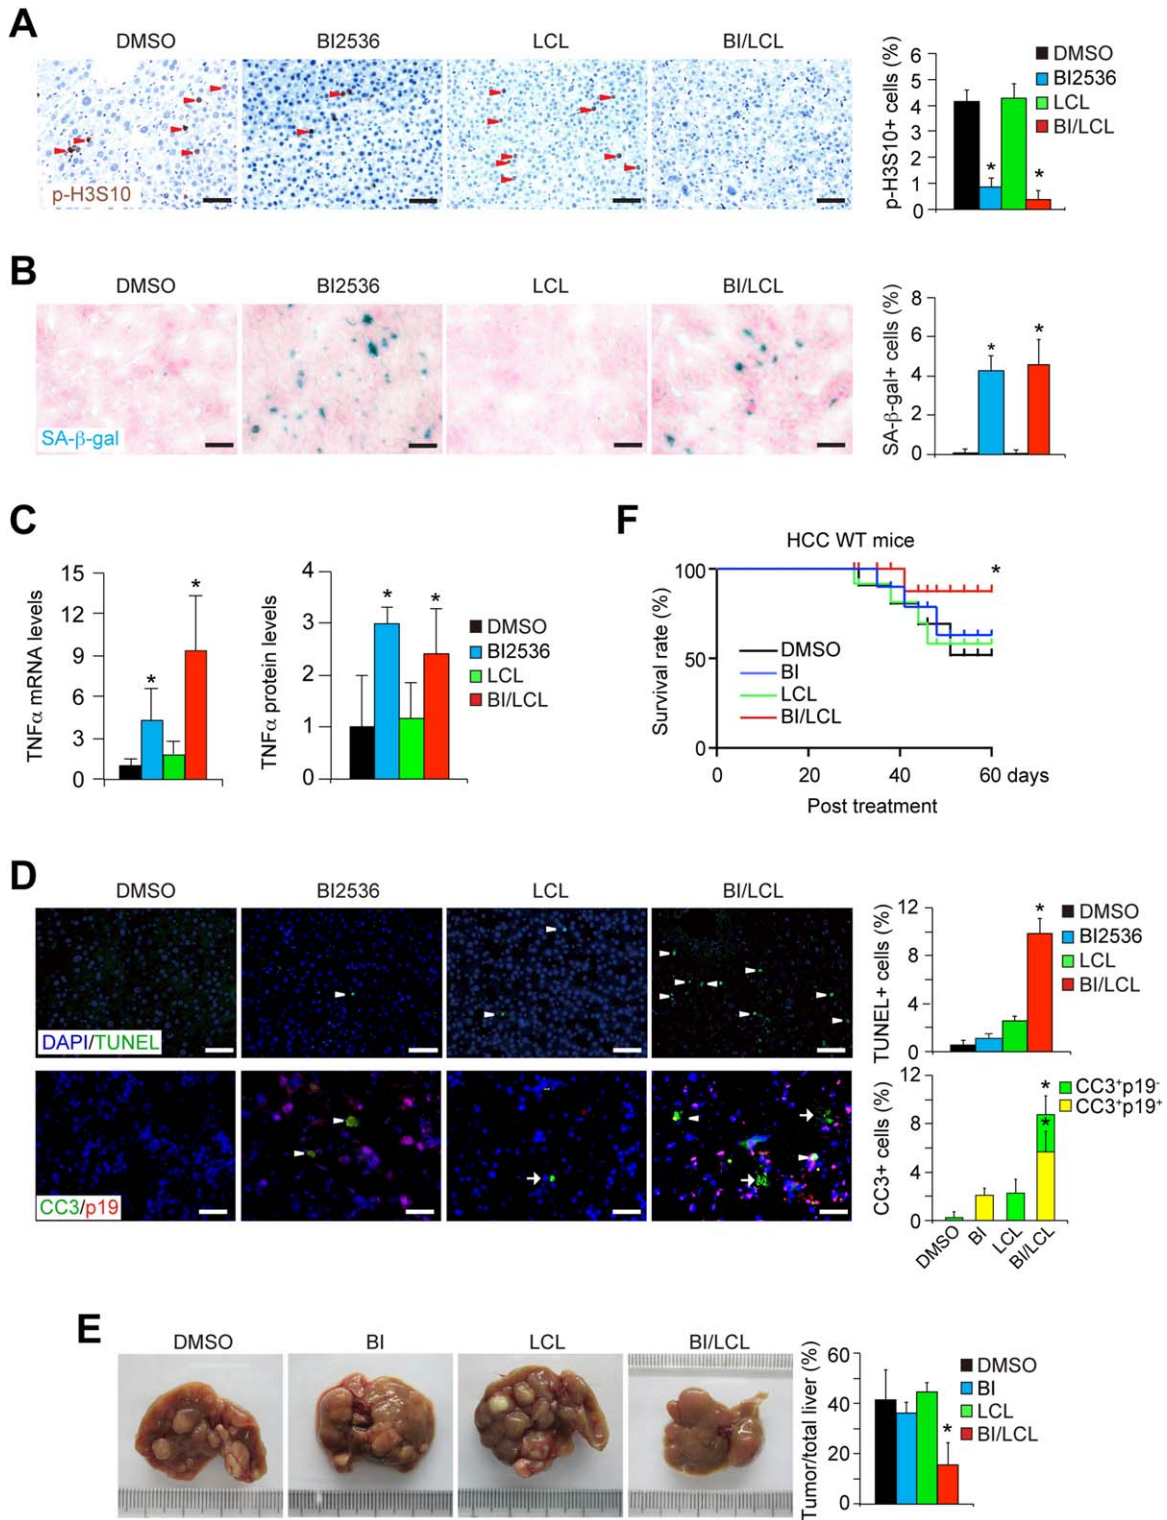 A
DMSO
BI2536
LCL
BI/LCL
p-H3S10
p-H3S10+ cells (%)
6
5
4
3
2
1
0
*
*
DMSO
BI2536
LCL
BI/LCL
B
DMSO
BI2536
LCL
BI/LCL
SA-β-gal
SA-β-gal+ cells (%)
8
6
4
2
0
*
*
C
TNFα mRNA levels
15
12
9
6
3
0
*
*
TNFα protein levels
4
3
2
1
0
*
*
DMSO
BI2536
LCL
BI/LCL
F
HCC WT mice
Survival rate (%)
100
50
0
*
DMSO
BI
LCL
BI/LCL
0 20 40 60 days
Post treatment
D
DMSO
BI2536
LCL
BI/LCL
DAPI/TUNEL
TUNEL+ cells (%)
12
8
4
0
*
DMSO
BI2536
LCL
BI/LCL
CC3/p19
CC3+ cells (%)
12
8
4
0
*
*
CC3⁺p19⁻
CC3⁺p19⁺
DMSO
BI
LCL
BI/LCL
E
DMSO
BI
LCL
BI/LCL
Tumor/total liver (%)
60
40
20
0
*
DMSO
BI
LCL
BI/LCL